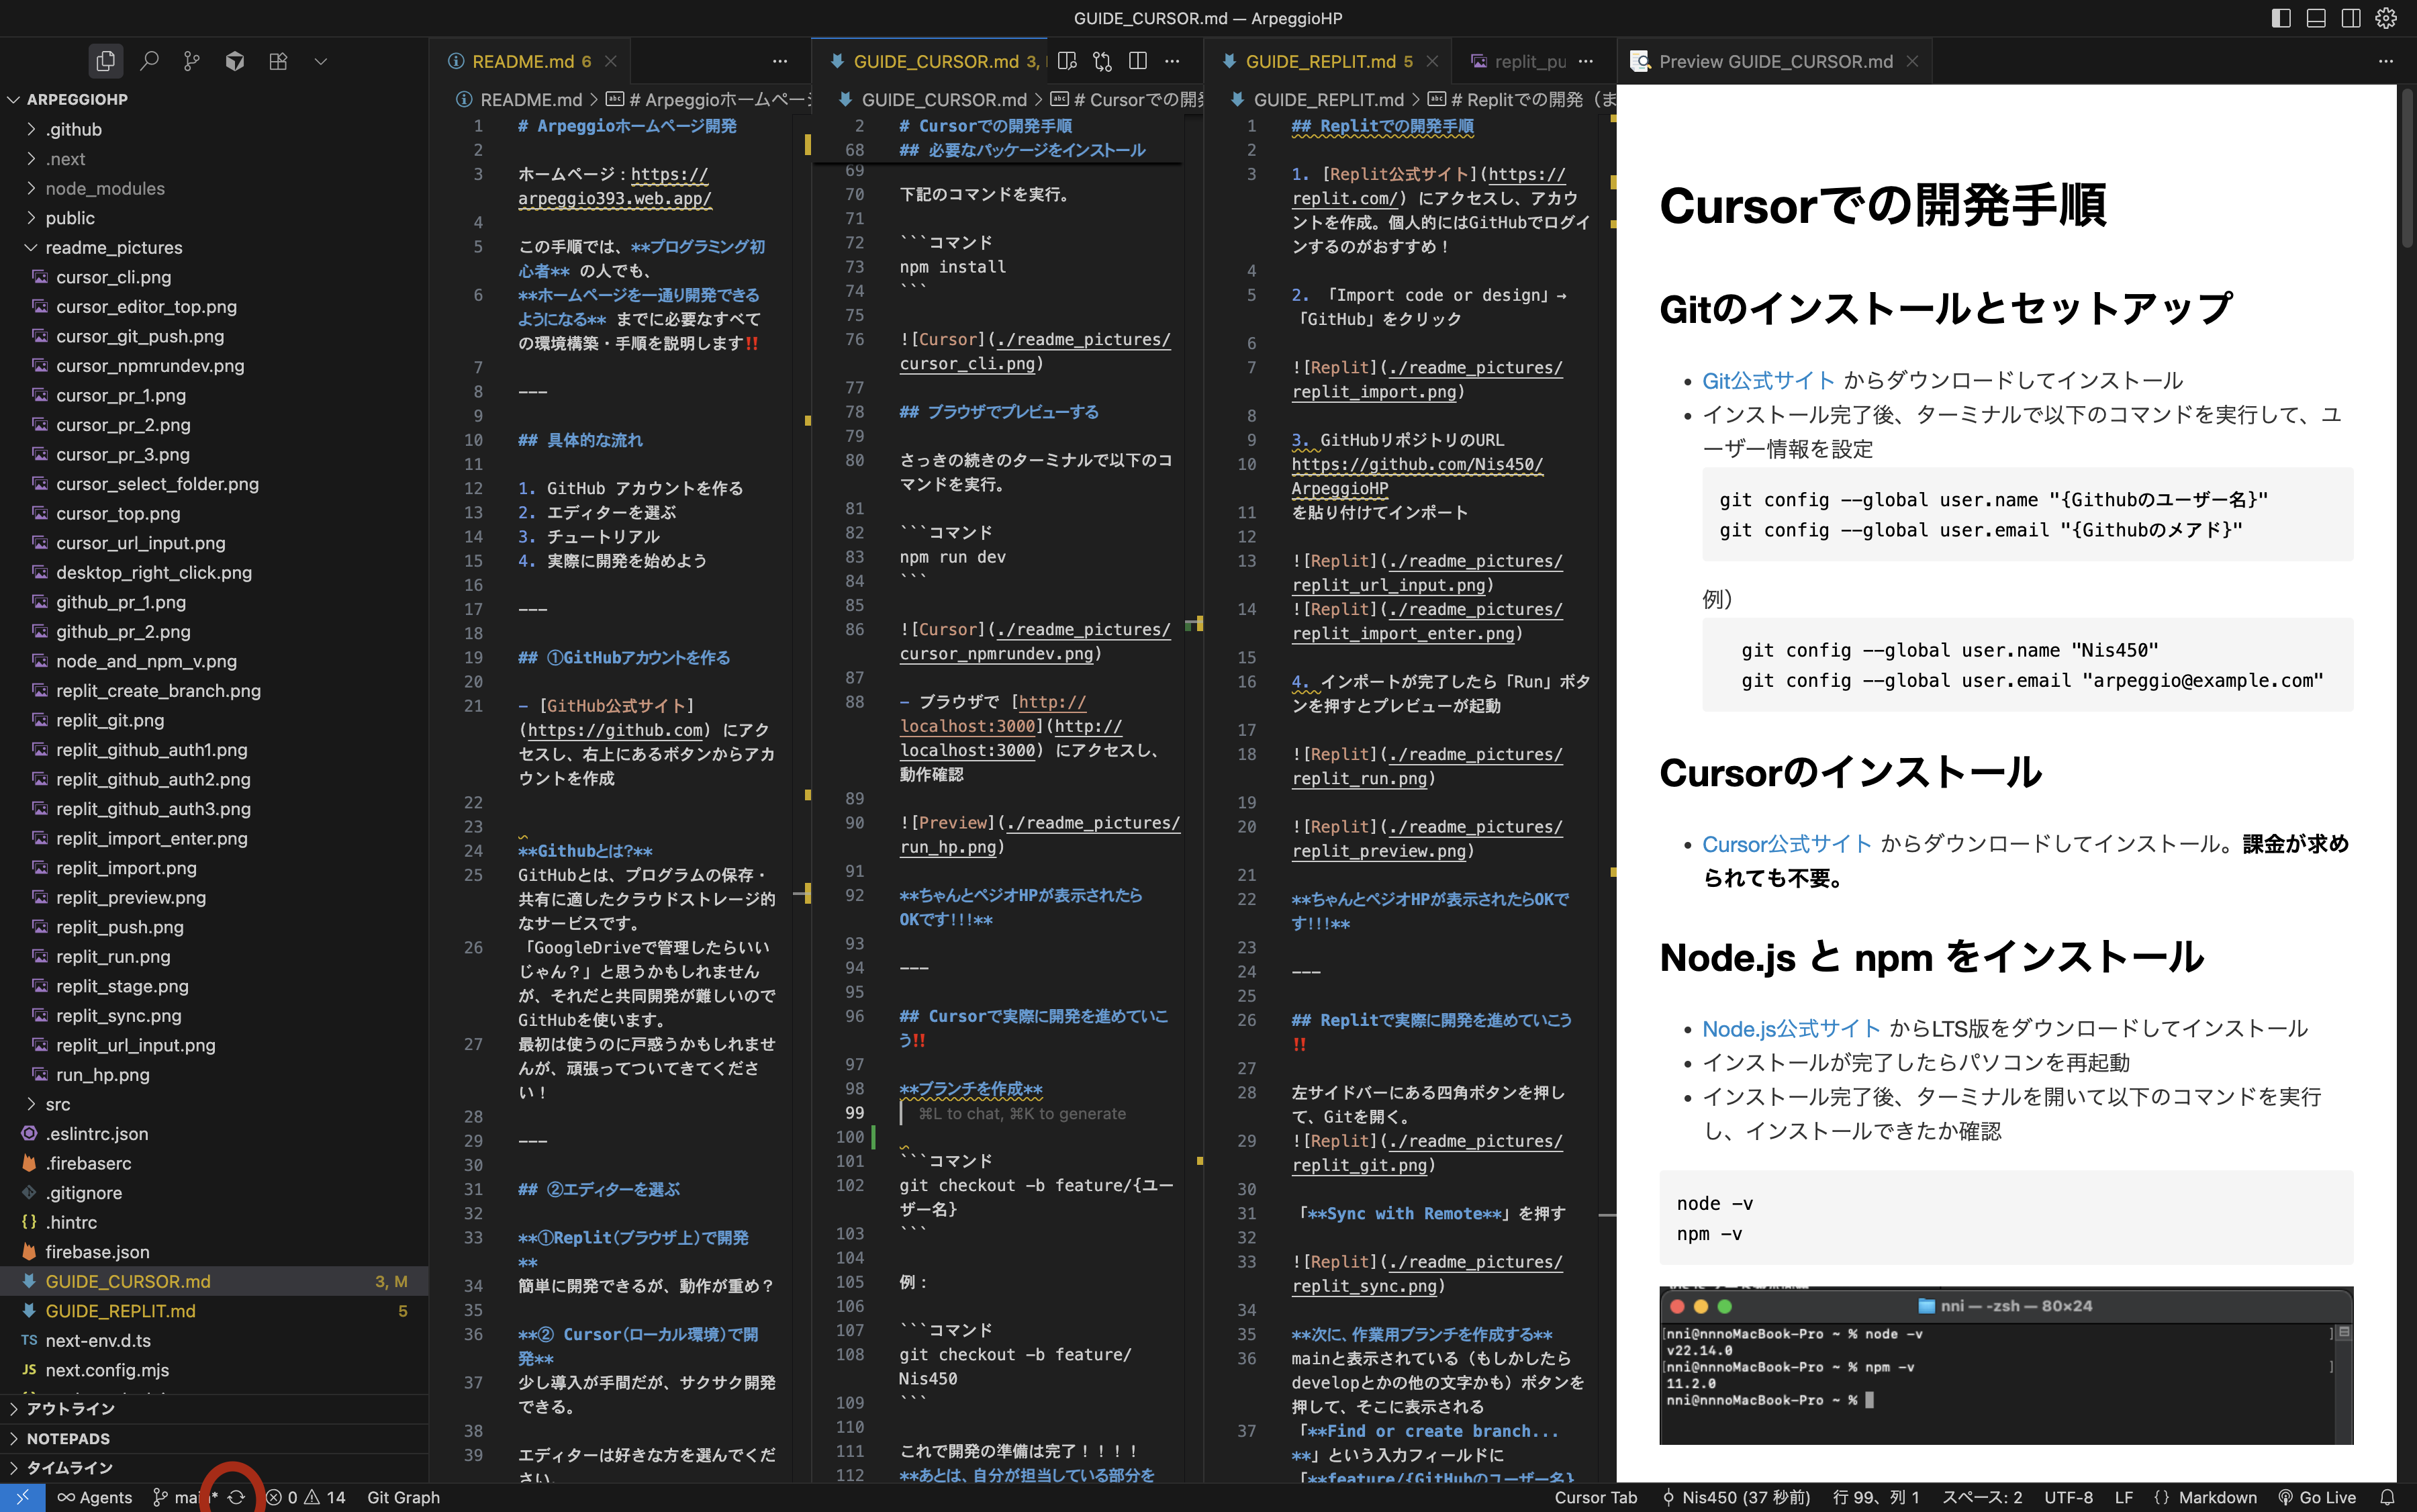 GUIDE_CURSOR.md — ArpeggioHP
ARPEGGIOHP
.github
.next
node_modules
public
readme_pictures
cursor_cli.png
cursor_editor_top.png
cursor_git_push.png
cursor_npmrundev.png
cursor_pr_1.png
cursor_pr_2.png
cursor_pr_3.png
cursor_select_folder.png
cursor_top.png
cursor_url_input.png
desktop_right_click.png
github_pr_1.png
github_pr_2.png
node_and_npm_v.png
replit_create_branch.png
replit_git.png
replit_github_auth1.png
replit_github_auth2.png
replit_github_auth3.png
replit_import_enter.png
replit_import.png
replit_preview.png
replit_push.png
replit_run.png
replit_stage.png
replit_sync.png
replit_url_input.png
run_hp.png
src
.eslintrc.json
.firebaserc
.gitignore
.hintrc
firebase.json
GUIDE_CURSOR.md 3, M
GUIDE_REPLIT.md 5
TS next-env.d.ts
JS next.config.mjs
アウトライン
NOTEPADS
タイムライン
README.md 6
README.md > # Arpeggioホームページ
1 # Arpeggioホームページ開発
2
3 ホームページ：https://
arpeggio393.web.app/
4
5 この手順では、**プログラミング初
心者** の人でも、
6 **ホームページを一通り開発できる
ようになる** までに必要なすべて
の環境構築・手順を説明します‼️
7
8 ---
9
10 ## 具体的な流れ
11
12 1. GitHub アカウントを作る
13 2. エディターを選ぶ
14 3. チュートリアル
15 4. 実際に開発を始めよう
16
17 ---
18
19 ## ①GitHubアカウントを作る
20
21 - [GitHub公式サイト]
(https://github.com) にアク
セスし、右上にあるボタンからアカ
ウントを作成
22
23
24 **Githubとは?**
25 GitHubとは、プログラムの保存・
共有に適したクラウドストレージ的
なサービスです。
26 「GoogleDriveで管理したらいい
じゃん？」と思うかもしれません
が、それだと共同開発が難しいので
GitHubを使います。
27 最初は使うのに戸惑うかもしれませ
んが、頑張ってついてきてくださ
い！
28
29 ---
30
31 ## ②エディターを選ぶ
32
33 **①Replit(ブラウザ上)で開発
**
34 簡単に開発できるが、動作が重め？
35
36 **② Cursor(ローカル環境)で開
発**
37 少し導入が手間だが、サクサク開発
できる。
38
39 エディターは好きな方を選んでくだ
さい。
GUIDE_CURSOR.md 3,
GUIDE_CURSOR.md > # Cursorでの開発
2 # Cursorでの開発手順
68 ## 必要なパッケージをインストール
69
70 下記のコマンドを実行。
71
72 ```コマンド
73 npm install
74 ```
75
76 ![Cursor](./readme_pictures/
cursor_cli.png)
77
78 ## ブラウザでプレビューする
79
80 さっきの続きのターミナルで以下のコ
マンドを実行。
81
82 ```コマンド
83 npm run dev
84 ```
85
86 ![Cursor](./readme_pictures/
cursor_npmrundev.png)
87
88 - ブラウザで [http://
localhost:3000](http://
localhost:3000) にアクセスし、
動作確認
89
90 ![Preview](./readme_pictures/
run_hp.png)
91
92 **ちゃんとペジオHPが表示されたら
OKです!!!**
93
94 ---
95
96 ## Cursorで実際に開発を進めていこ
う‼️
97
98 **ブランチを作成**
99 ⌘L to chat, ⌘K to generate
100
101 ```コマンド
102 git checkout -b feature/{ユー
ザー名}
103 ```
104
105 例：
106
107 ```コマンド
108 git checkout -b feature/
Nis450
109 ```
110
111 これで開発の準備は完了！！！！
112 **あとは、自分が担当している部分を
GUIDE_REPLIT.md 5
replit_pu
GUIDE_REPLIT.md > # Replitでの開発（ま
1 ## Replitでの開発手順
2
3 1. [Replit公式サイト](https://
replit.com/) にアクセスし、アカウ
ントを作成。個人的にはGitHubでログイ
ンするのがおすすめ！
4
5 2. 「Import code or design」→
「GitHub」をクリック
6
7 ![Replit](./readme_pictures/
replit_import.png)
8
9 3. GitHubリポジトリのURL
10 https://github.com/Nis450/
ArpeggioHP
11 を貼り付けてインポート
12
13 ![Replit](./readme_pictures/
replit_url_input.png)
14 ![Replit](./readme_pictures/
replit_import_enter.png)
15
16 4. インポートが完了したら「Run」ボタ
ンを押すとプレビューが起動
17
18 ![Replit](./readme_pictures/
replit_run.png)
19
20 ![Replit](./readme_pictures/
replit_preview.png)
21
22 **ちゃんとペジオHPが表示されたらOKで
す!!!**
23
24 ---
25
26 ## Replitで実際に開発を進めていこう
‼️
27
28 左サイドバーにある四角ボタンを押し
て、Gitを開く。
29 ![Replit](./readme_pictures/
replit_git.png)
30
31 「**Sync with Remote**」を押す
32
33 ![Replit](./readme_pictures/
replit_sync.png)
34
35 **次に、作業用ブランチを作成する**
36 mainと表示されている（もしかしたら
developとかの他の文字かも）ボタンを
押して、そこに表示される
37 「**Find or create branch...
**」という入力フィールドに
「**feature/{GitHubのユーザー名}
Preview GUIDE_CURSOR.md
Cursorでの開発手順
Gitのインストールとセットアップ
• Git公式サイト からダウンロードしてインストール
• インストール完了後、ターミナルで以下のコマンドを実行して、ユ
ーザー情報を設定
git config --global user.name "{Githubのユーザー名}"
git config --global user.email "{Githubのメアド}"
例）
git config --global user.name "Nis450"
git config --global user.email "arpeggio@example.com"
Cursorのインストール
• Cursor公式サイト からダウンロードしてインストール。課金が求め
られても不要。
Node.js と npm をインストール
• Node.js公式サイト からLTS版をダウンロードしてインストール
• インストールが完了したらパソコンを再起動
• インストール完了後、ターミナルを開いて以下のコマンドを実行
し、インストールできたか確認
node -v
npm -v
nni — -zsh — 80×24
[nni@nnnoMacBook-Pro ~ % node -v ]
v22.14.0
[nni@nnnoMacBook-Pro ~ % npm -v ]
11.2.0
nni@nnnoMacBook-Pro ~ %
Agents main* 0 14 Git Graph
Cursor Tab Nis450 (37 秒前) 行 99、列 1 スペース: 2 UTF-8 LF {} Markdown Go Live